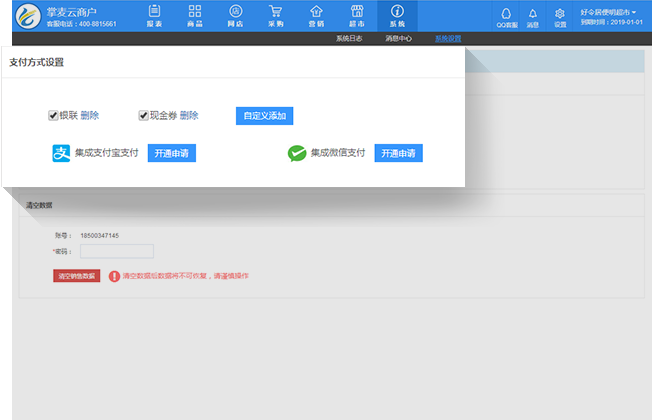 掌麦云商户
客服电话：400-8815661
报表 商品 网店 采购 营销 超市 系统
QQ客服 消息 设置
好令居便明超市
到期时间：2019-01-01
系统日志 消息中心 系统设置
支付方式设置
银联 删除 现金券 删除 自定义添加
支 集成支付宝支付 开通申请 集成微信支付 开通申请
清空数据
账号： 18500347145
*密码：
清空销售数据 清空数据后数据将不可恢复，请谨慎操作